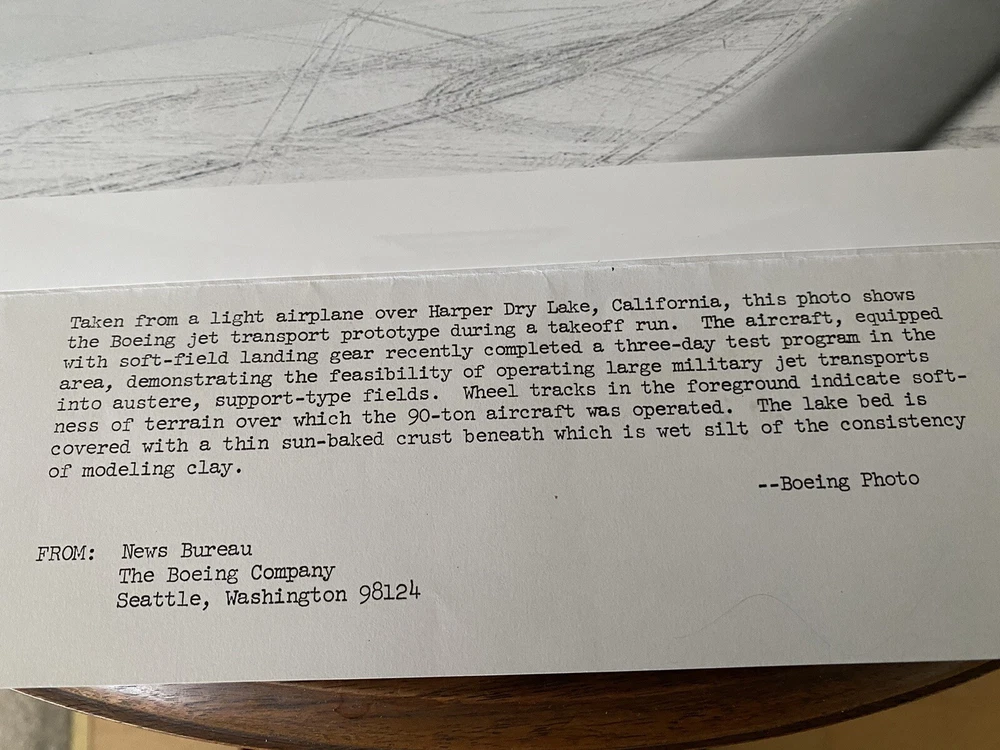 Taken from a light airplane over Harper Dry Lake, California, this photo shows
the Boeing jet transport prototype during a takeoff run.  The aircraft, equipped
with soft-field landing gear recently completed a three-day test program in the
area, demonstrating the feasibility of operating large military jet transports
into austere, support-type fields.  Wheel tracks in the foreground indicate soft-
ness of terrain over which the 90-ton aircraft was operated.  The lake bed is
covered with a thin sun-baked crust beneath which is wet silt of the consistency
of modeling clay.
--Boeing Photo
FROM:  News Bureau
The Boeing Company
Seattle, Washington 98124